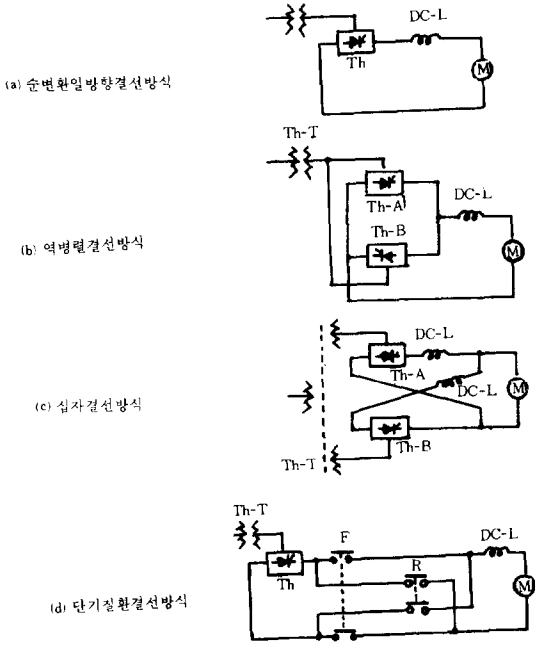 DC-L
Th
M
(a) 순변환일방향결선방식
Th-T
Th-A
DC-L
Th-B
M
(b) 역병렬결선방식
DC-L
Th-A
DC-L
M
(c) 십자결선방식
Th-B
Th-T
Th-T
F
DC-L
Th
R
M
(d) 단기질환결선방식